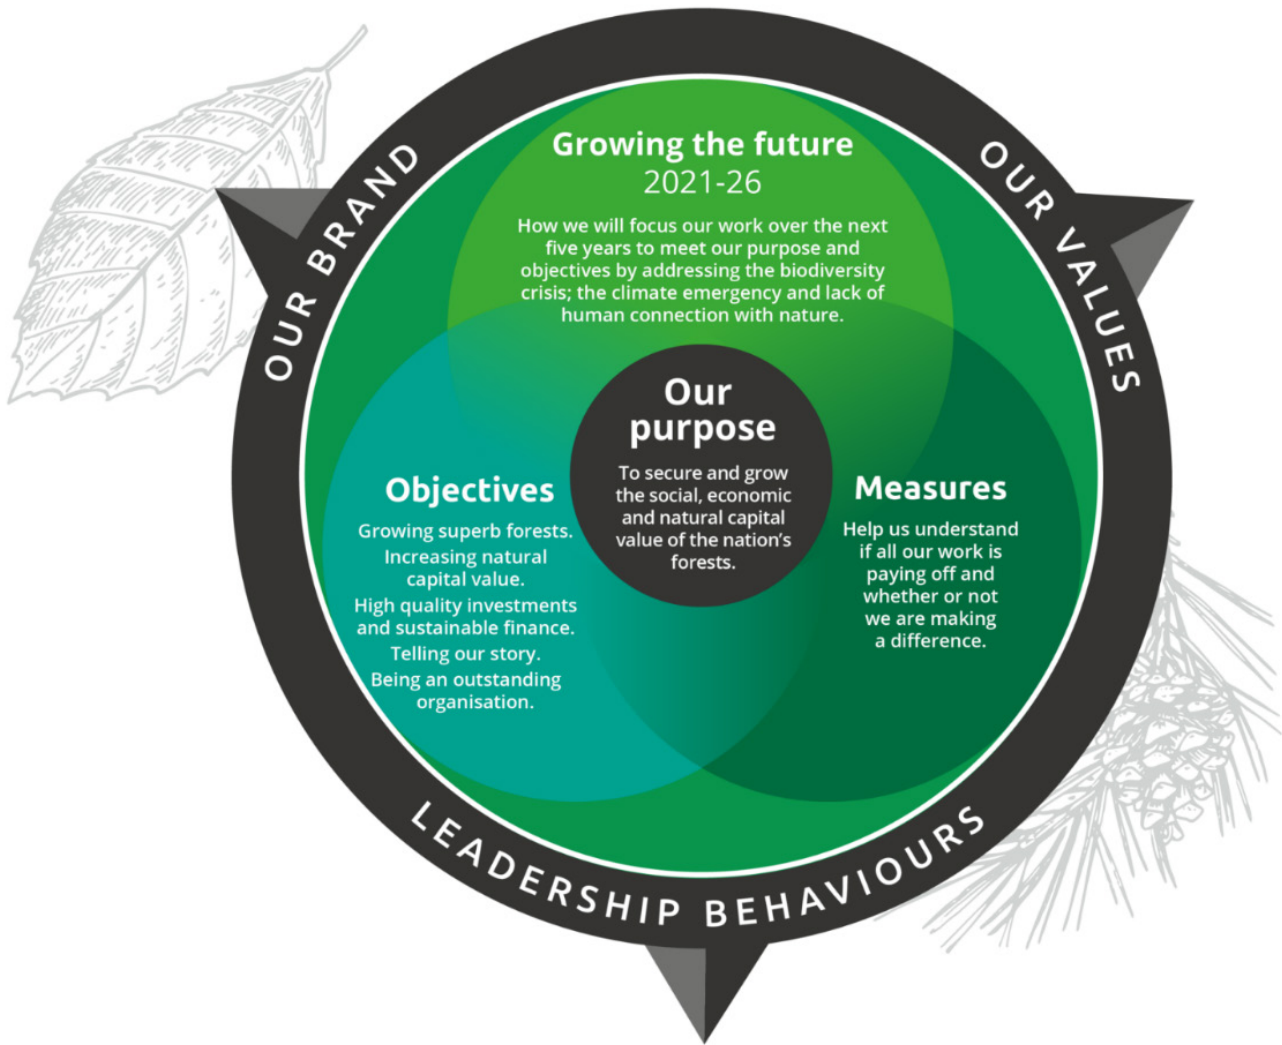 OUR BRAND
OUR VALUES
Growing the future
2021-26
How we will focus our work over the next
five years to meet our purpose and
objectives by addressing the biodiversity
crisis; the climate emergency and lack of
human connection with nature.
Our
purpose
To secure and grow
the social, economic
and natural capital
value of the nation's
forests.
Objectives
Growing superb forests.
Increasing natural
capital value.
High quality investments
and sustainable finance.
Telling our story.
Being an outstanding
organisation.
Measures
Help us understand
if all our work is
paying off and
whether or not
we are making
a difference.
LEADERSHIP BEHAVIOURS